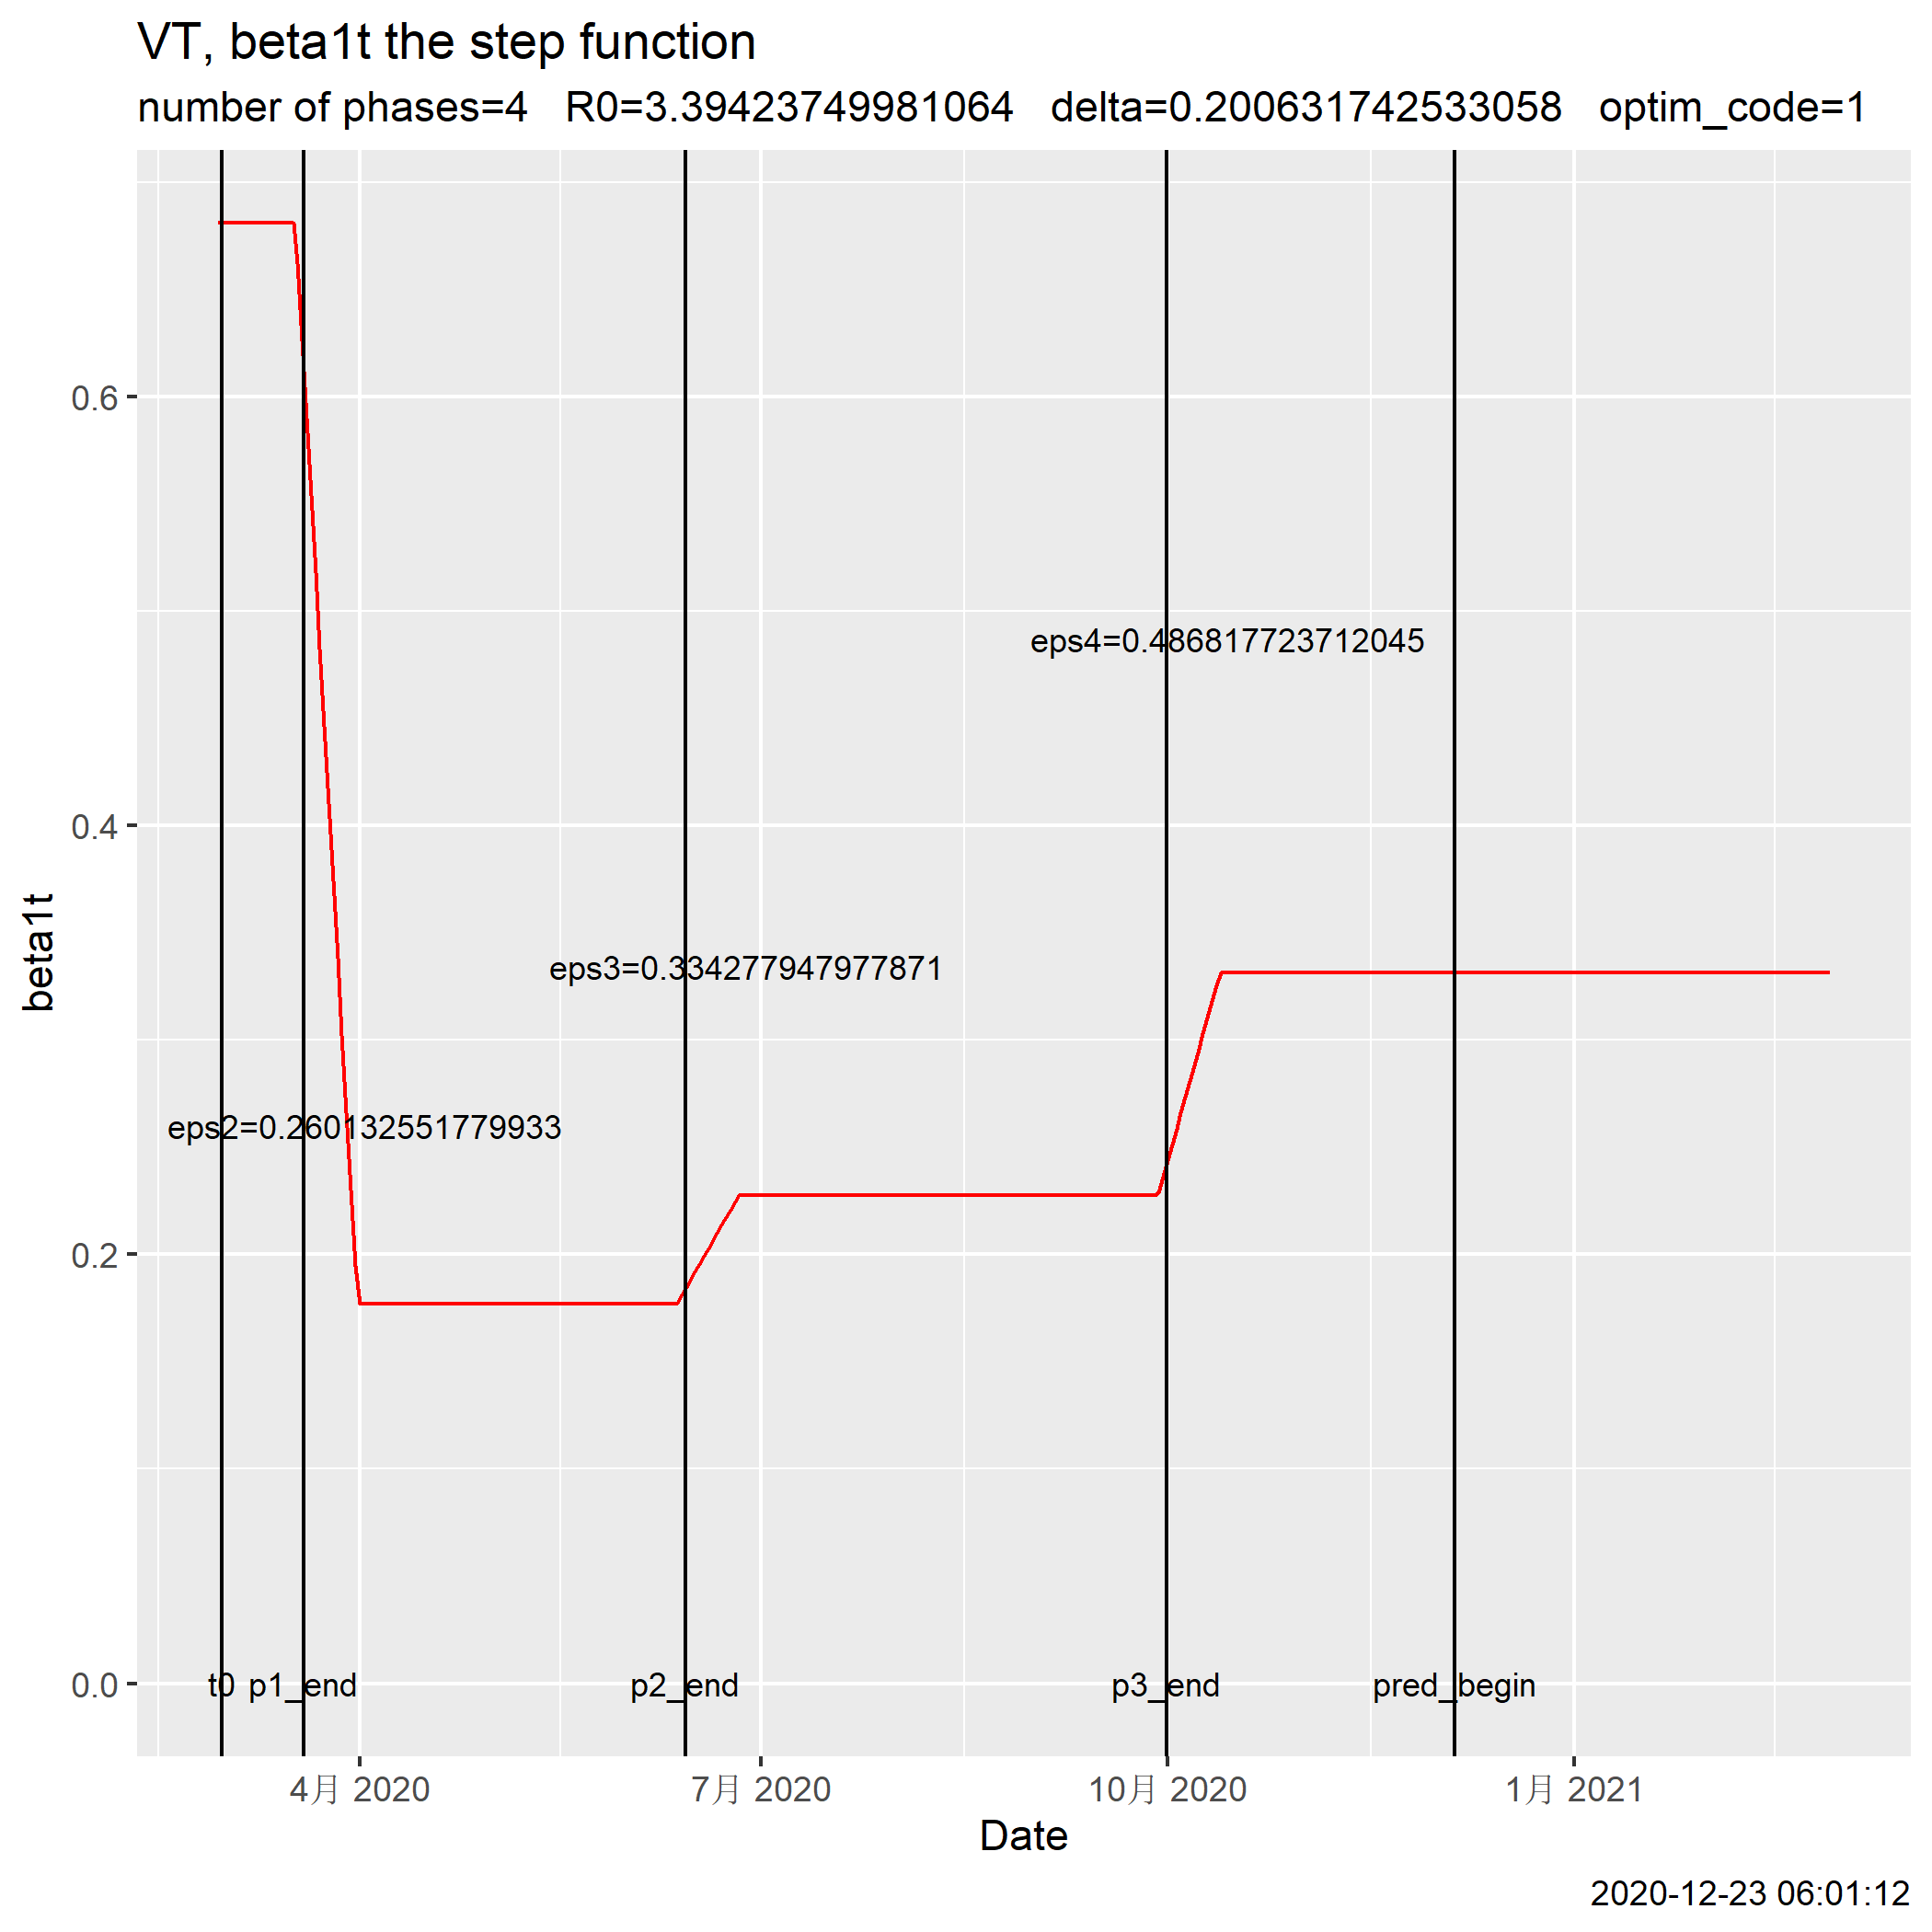 VT, beta1t the step function
number of phases=4 R0=3.39423749981064 delta=0.200631742533058 optim_code=1
beta1t
0.6
0.4
0.2
0.0
eps4=0.486817723712045
eps3=0.334277947977871
eps2=0.260132551779933
t0 p1_end p2_end p3_end pred_begin
4月 2020 7月 2020 10月 2020 1月 2021
Date
2020-12-23 06:01:12